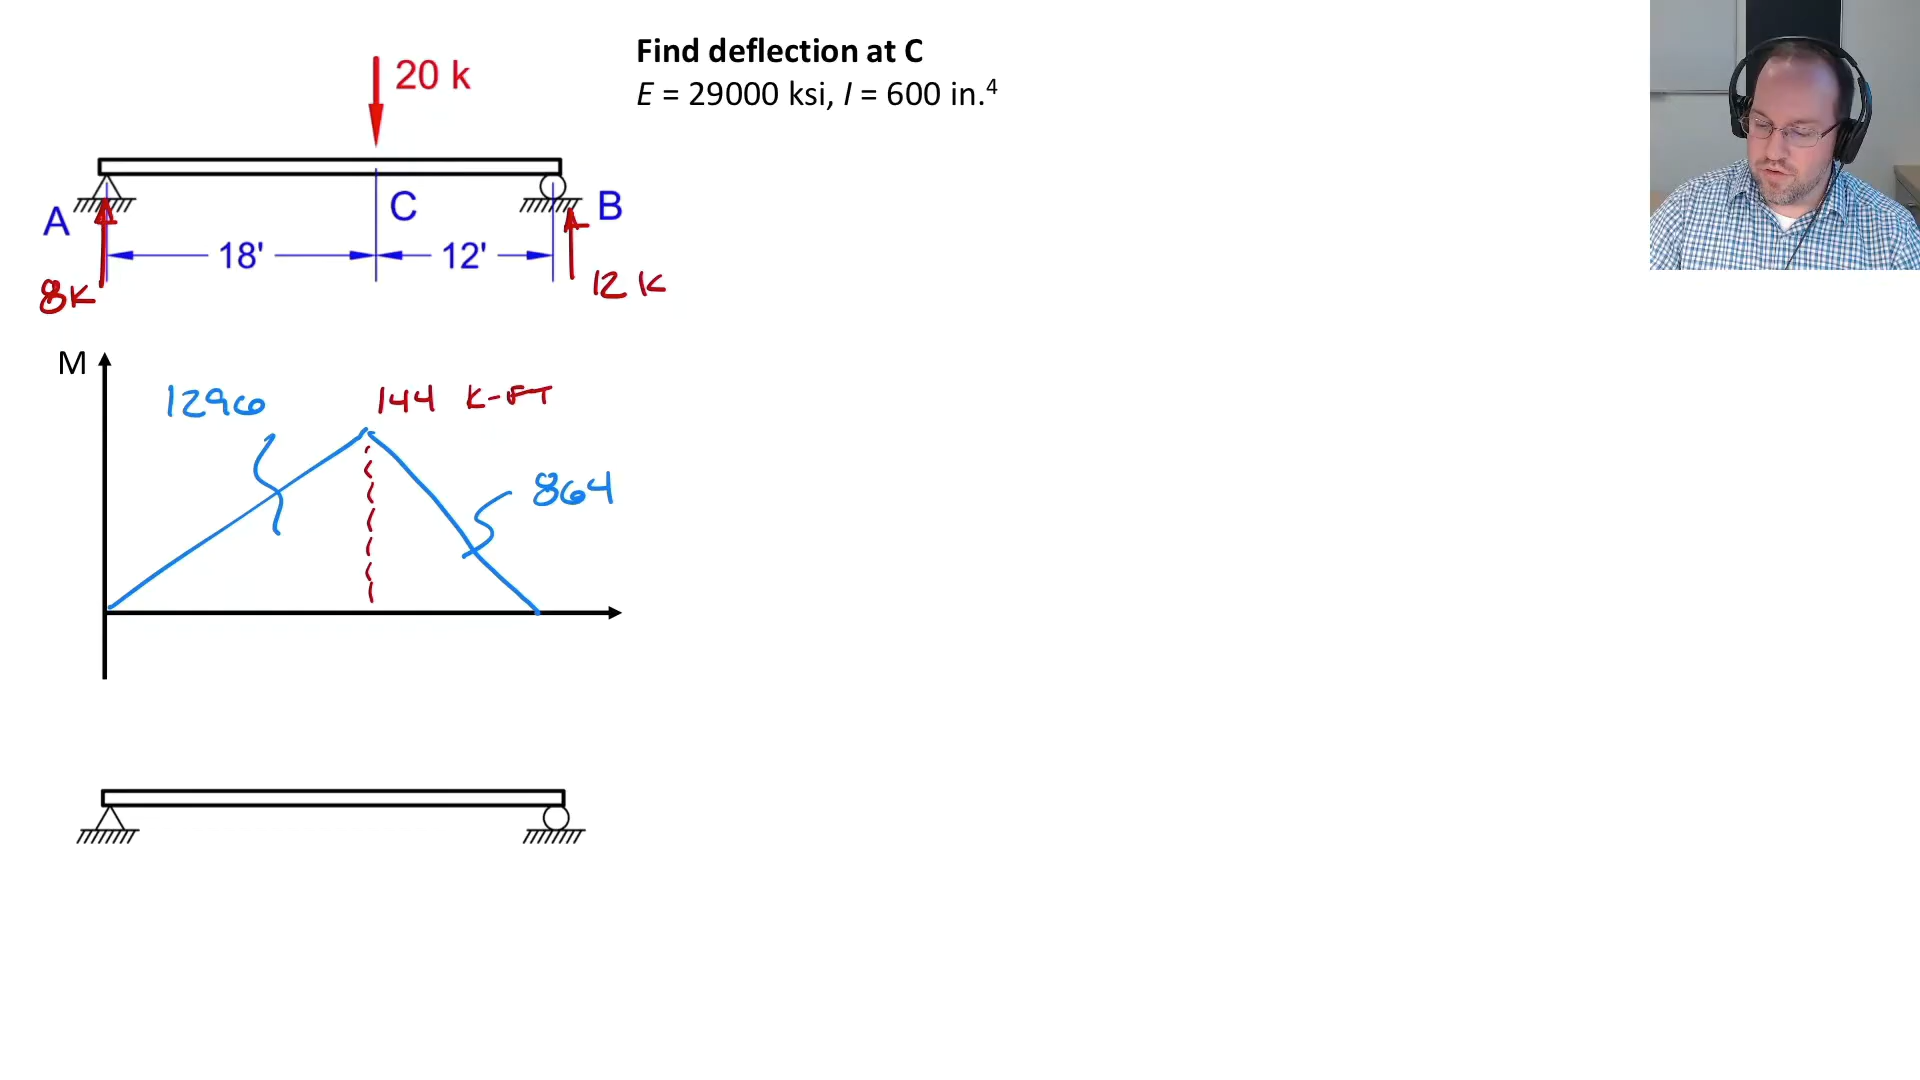 Find deflection at C
E = 29000 ksi, I = 600 in.⁴
20 k
A
C
B
18'
12'
8K
12 K
M
1296
144 K-FT
864